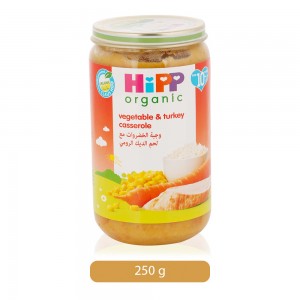 HiPP
organic
10+
vegetable & turkey
casserole
وجبة الخضروات مع
لحم الديك الرومي
250 g